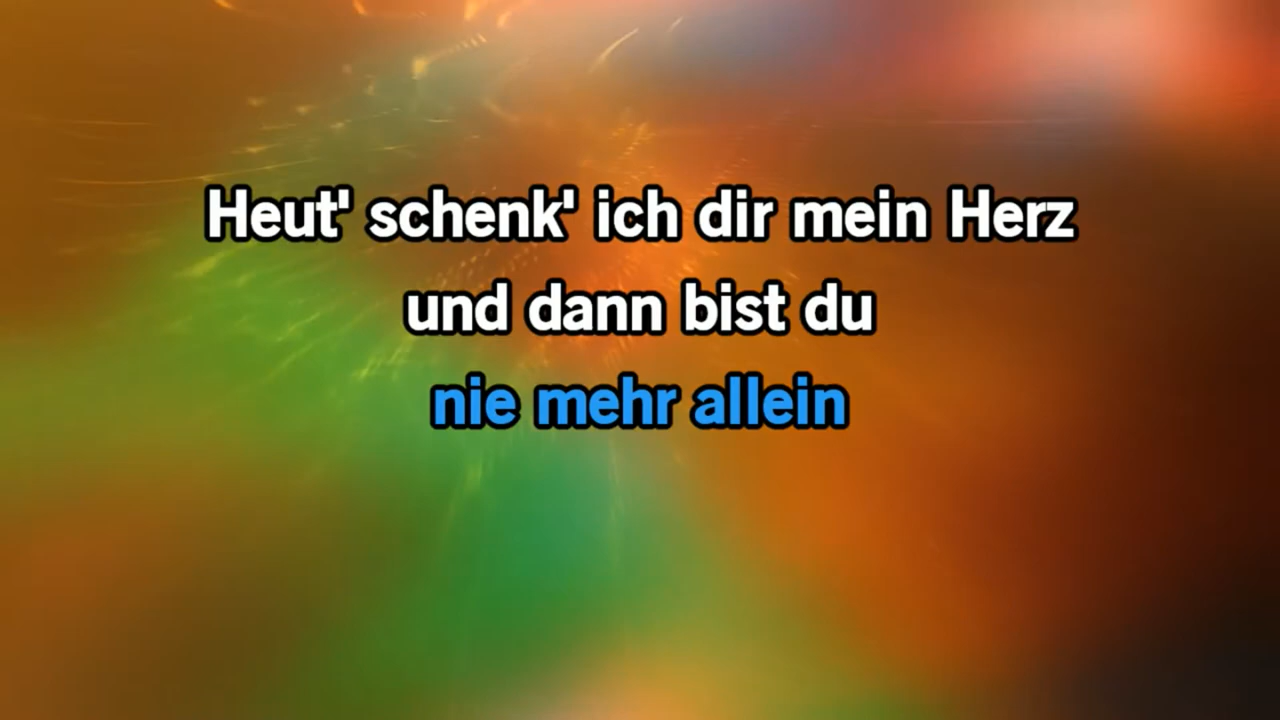 Heut' schenk' ich dir mein Herz
und dann bist du
nie mehr allein